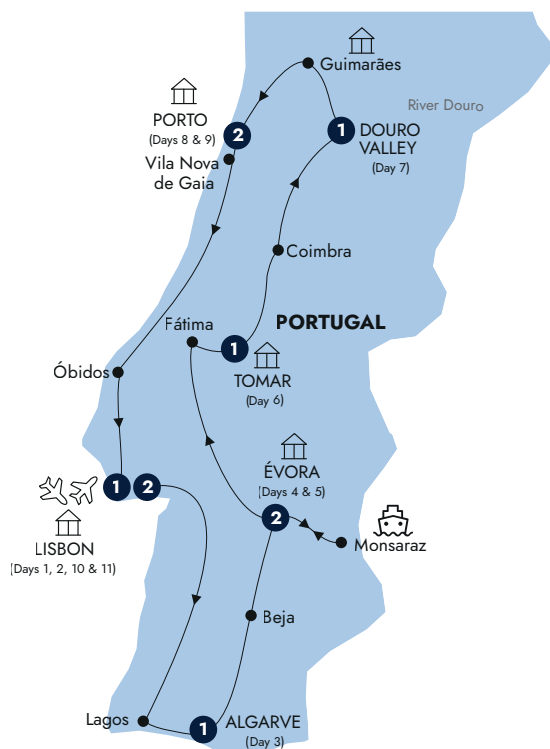 Guimarães
River Douro
PORTO
(Days 8 & 9)
2
1
DOURO
VALLEY
(Day 7)
Vila Nova
de Gaia
Coimbra
PORTUGAL
Fátima
1
TOMAR
(Day 6)
Óbidos
ÉVORA
(Days 4 & 5)
2
1
2
LISBON
(Days 1, 2, 10 & 11)
Monsaraz
Beja
Lagos
1
ALGARVE
(Day 3)